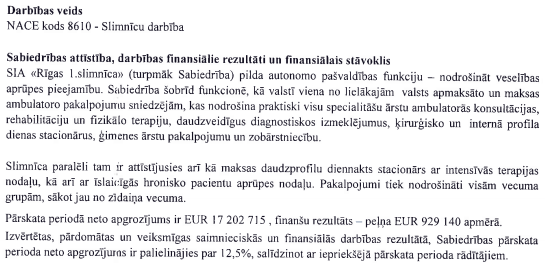 Darbības veids
NACE kods 8610 - Slimnīcu darbība
Sabiedrības attīstība, darbības finansiālie rezultāti un finansiālais stāvoklis
SIA «Rīgas 1.slimnīca» (turpmāk Sabiedrība) pilda autonomo pašvaldības funkciju – nodrošināt veselības
aprūpes pieejamību. Sabiedrība šobrīd funkcionē, kā valstī viena no lielākajām valsts apmaksāto un maksas
ambulatoro pakalpojumu sniedzējām, kas nodrošina praktiski visu specialitāšu ārstu ambulatorās konsultācijas,
rehabilitāciju un fizikālo terapiju, daudzveidīgus diagnostiskos izmeklējumus, ķirurģisko un internā profila
dienas stacionārus, ģimenes ārstu pakalpojumu un zobārstniecību.
Slimnīca paralēli tam ir attīstījusies arī kā maksas daudzprofilu diennakts stacionārs ar intensīvās terapijas
nodaļu, kā arī ar īslaicīgās hronisko pacientu aprūpes nodaļu. Pakalpojumi tiek nodrošināti visām vecuma
grupām, sākot jau no zīdaiņa vecuma.
Pārskata periodā neto apgrozījums ir EUR 17 202 715 , finanšu rezultāts – peļņa EUR 929 140 apmērā.
Izvērtētas, pārdomātas un veiksmīgas saimnieciskās un finansiālās darbības rezultātā, Sabiedrības pārskata
perioda neto apgrozījums ir palielinājies par 12,5%, salīdzinot ar iepriekšējā pārskata perioda rādītājiem.